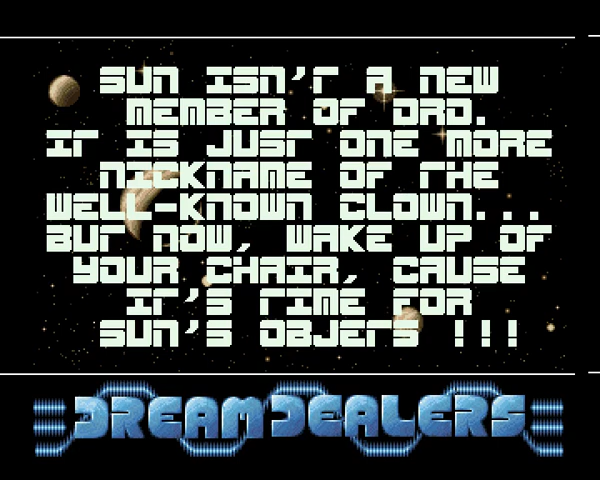 SUN ISN'T A NEW
MEMBER OF DRD.
IT IS JUST ONE MORE
NICKNAME OF THE
WELL-KNOWN CLOWN...
BUT NOW, WAKE UP OF
YOUR CHAIR, CAUSE
IT'S TIME FOR
SUN'S OBJETS !!!
DREAMDEALERS